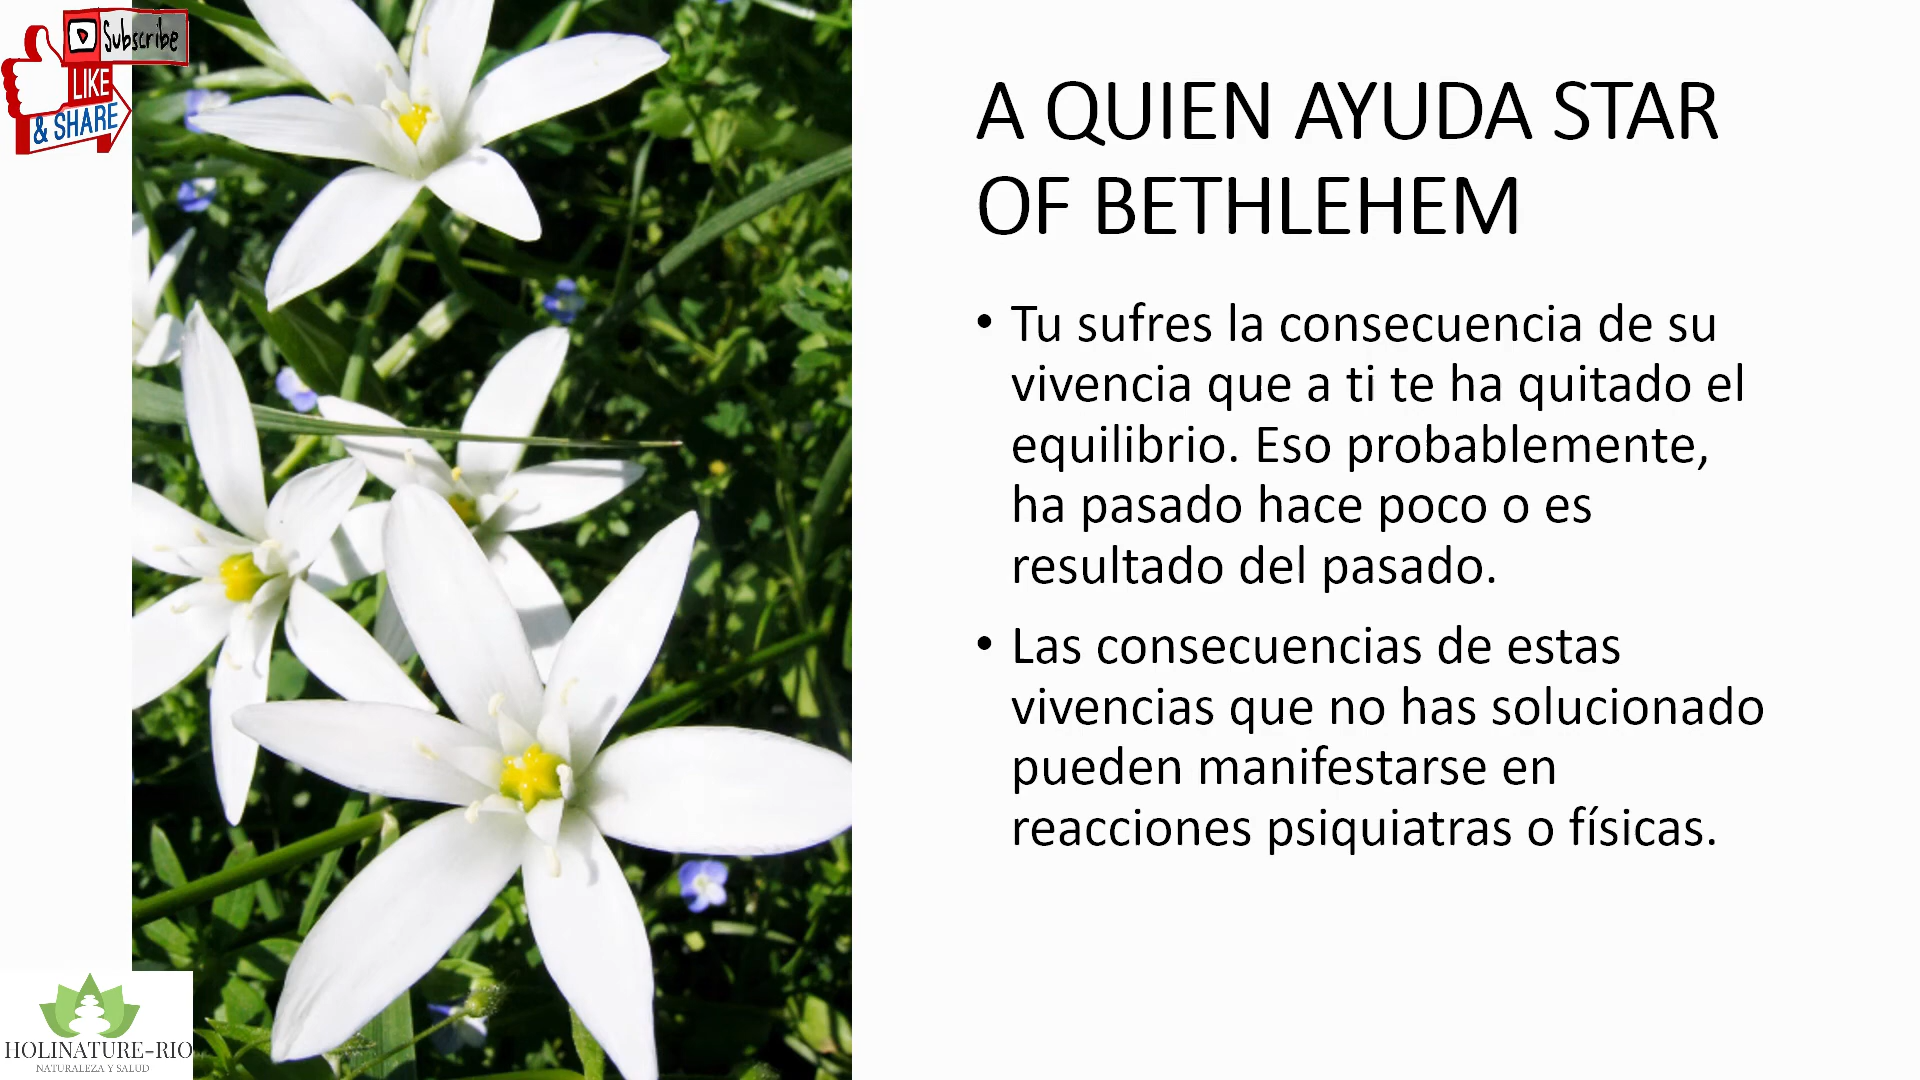 Subscribe
LIKE
& SHARE
A QUIEN AYUDA STAR
OF BETHLEHEM
• Tu sufres la consecuencia de su
vivencia que a ti te ha quitado el
equilibrio. Eso probablemente,
ha pasado hace poco o es
resultado del pasado.
• Las consecuencias de estas
vivencias que no has solucionado
pueden manifestarse en
reacciones psiquiatras o físicas.
HOLINATURE-RIO
NATURALEZA Y SALUD